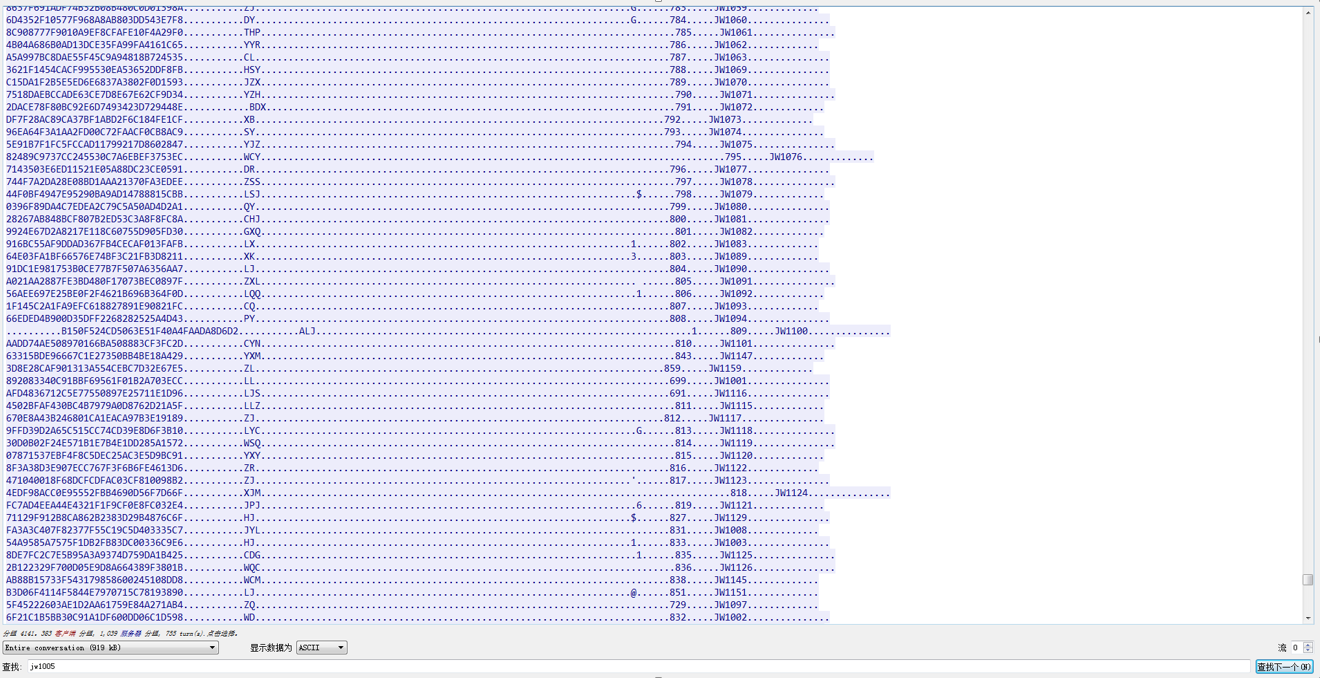 ..........ZJ..........G......783.....JW1059............
6D4352F10577F968A8AB803DD543E7F8...........DY..........G......784.....JW1060..............
8C908777F9010A9EF8CFAFE10F4A29F0...........THP..........785.....JW1061...............
4B04A686B0AD13DCE35FA99FA4161C65...........YYR..........786.....JW1062............
A5A997BC8DAE55F45C9A94818B724535...........CL..........787.....JW1063..............
3621F1454CACF995530EA53652DDF8FB...........HSY..........788.....JW1069..............
C15DA1F2B5E5ED6E6837A3802F0D1593...........JZX..........789.....JW1070..............
7518DAEBCCADE63CE7D8E67E62CF9D34...........YZH..........790.....JW1071...............
2DACE78F80BC92E6D7493423D729448E............BDX..........791.....JW1072.............
DF7F28AC89CA37BF1ABD2F6C184FE1CF...........XB..........792.....JW1073............
96EA64F3A1AA2FD00C72FAACF0CB8AC9...........SY..........793.....JW1074..............
5E91B7F1FC5FCCAD11799217D8602847...........YJZ..........794.....JW1075..............
82489C9737CC245530C7A6EBEF3753EC...........WCY..........795.....JW1076.............
7143503E6ED11521E05A88DC23CE0591...........DR..........796.....JW1077..............
744F7A2DA28E08BD1AAA21370FA3EDEE...........ZSS..........797.....JW1078..............
44F0BF4947E95290BA9AD14788815CBB...........LSJ..........$......798.....JW1079.............
0396F89DA4C7EDEA2C79C5A50AD4D2A1...........QY..........799.....JW1080..............
28267AB848BCF807B2ED53C3A8F8FC8A...........CHJ..........800.....JW1081..............
9924E67D2A8217E118C60755D905FD30...........GXQ..........801.....JW1082.............
916BC55AF9DDAD367FB4CECAF013FAFB...........LX..........1......802.....JW1083............
64E03FA1BF66576E74BF3C21FB3D8211...........XK..........3......803.....JW1089............
91DC1E981753B0CE77B7F507A6356AA7...........LJ..........804.....JW1090..............
A021AA2887FE3BD480F17073BEC0897F...........ZXL.......... ......805.....JW1091...............
56AEE697E25BE0F2F4621B696B364F0D...........LQQ..........1......806.....JW1092.............
1F145C2A1FA9EFC618827891E90821FC...........CQ..........807.....JW1093............
66EDED4B900D35DFF2268282525A4D43...........PY..........808.....JW1094..............
..........B150F524CD5063E51F40A4FAADA8D6D2...........ALJ..........1......809.....JW1100...............
AADD74AE508970166BA508883CF3FC2D...........CYN..........810.....JW1101..............
63315BDE96667C1E27350BB4BE18A429...........YXM..........843.....JW1147.............
3D8E28CAF901313A554CEBC7D32E67E5...........ZL..........859.....JW1159............
892083340C91BBF69561F01B2A703ECC...........LL..........699.....JW1001..............
AFD4836712C5E77550897E25711E1D96...........LJS..........691.....JW1116..............
4502BFAF430BC4B7979A0D8762D21A5F...........LLZ..........811.....JW1115.............
670E8A43B246801CA1EACA97B3E19189...........ZJ..........812.....JW1117..............
9FFD39D2A65C515CC74CD39E8D6F3B10...........LYC..........G......813.....JW1118...............
30D0B02F24E571B1E7B4E1DD285A1572...........WSQ..........814.....JW1119...............
07871537EBF4F8C5DEC25AC3E5D9BC91...........YXY..........815.....JW1120.............
8F3A38D3E907ECC767F3F6B6FE4613D6...........ZR..........816.....JW1122............
471040018F68DCFCDFAC03CF810098B2...........ZJ..........'......817.....JW1123..............
4EDF98ACC0E95552FBB4690D56F7D66F...........XJM..........818.....JW1124...............
FC7AD4EEA44E4321F1F9CF0E8FC032E4...........JPJ..........6......819.....JW1121..............
71129F912B8CA862B2383D29B4876C6F...........HJ..........$......827.....JW1129..............
FA3A3C407F82377F55C19C5D403335C7...........JYL..........831.....JW1008..............
54A9585A7575F1DB2FB83DC00336C9E6...........HJ..........1......833.....JW1003..............
8DE7FC2C7E5B95A3A9374D759DA1B425...........CDG..........1......835.....JW1125..............
2B122329F700D05E9D8A664389F3801B...........WQC..........836.....JW1126..............
AB88B15733F543179858600245108DD8...........WCM..........838.....JW1145............
B3D06F4114F5844E7970715C78193890...........LJ..........@......851.....JW1151..............
5F45222603AE1D2AA61759E84A271AB4...........ZQ..........729.....JW1097.............
6F21C1B5BB30C91A1DF600DD06C1D598...........WD..........832.....JW1002..............
分组 4141。383 客户端 分组, 1,039 服务器 分组, 755 turn(s).点击选择。
Entire conversation (919 kB) 显示数据为 ASCII 流 0
查找: jw1005 查找下一个(N)